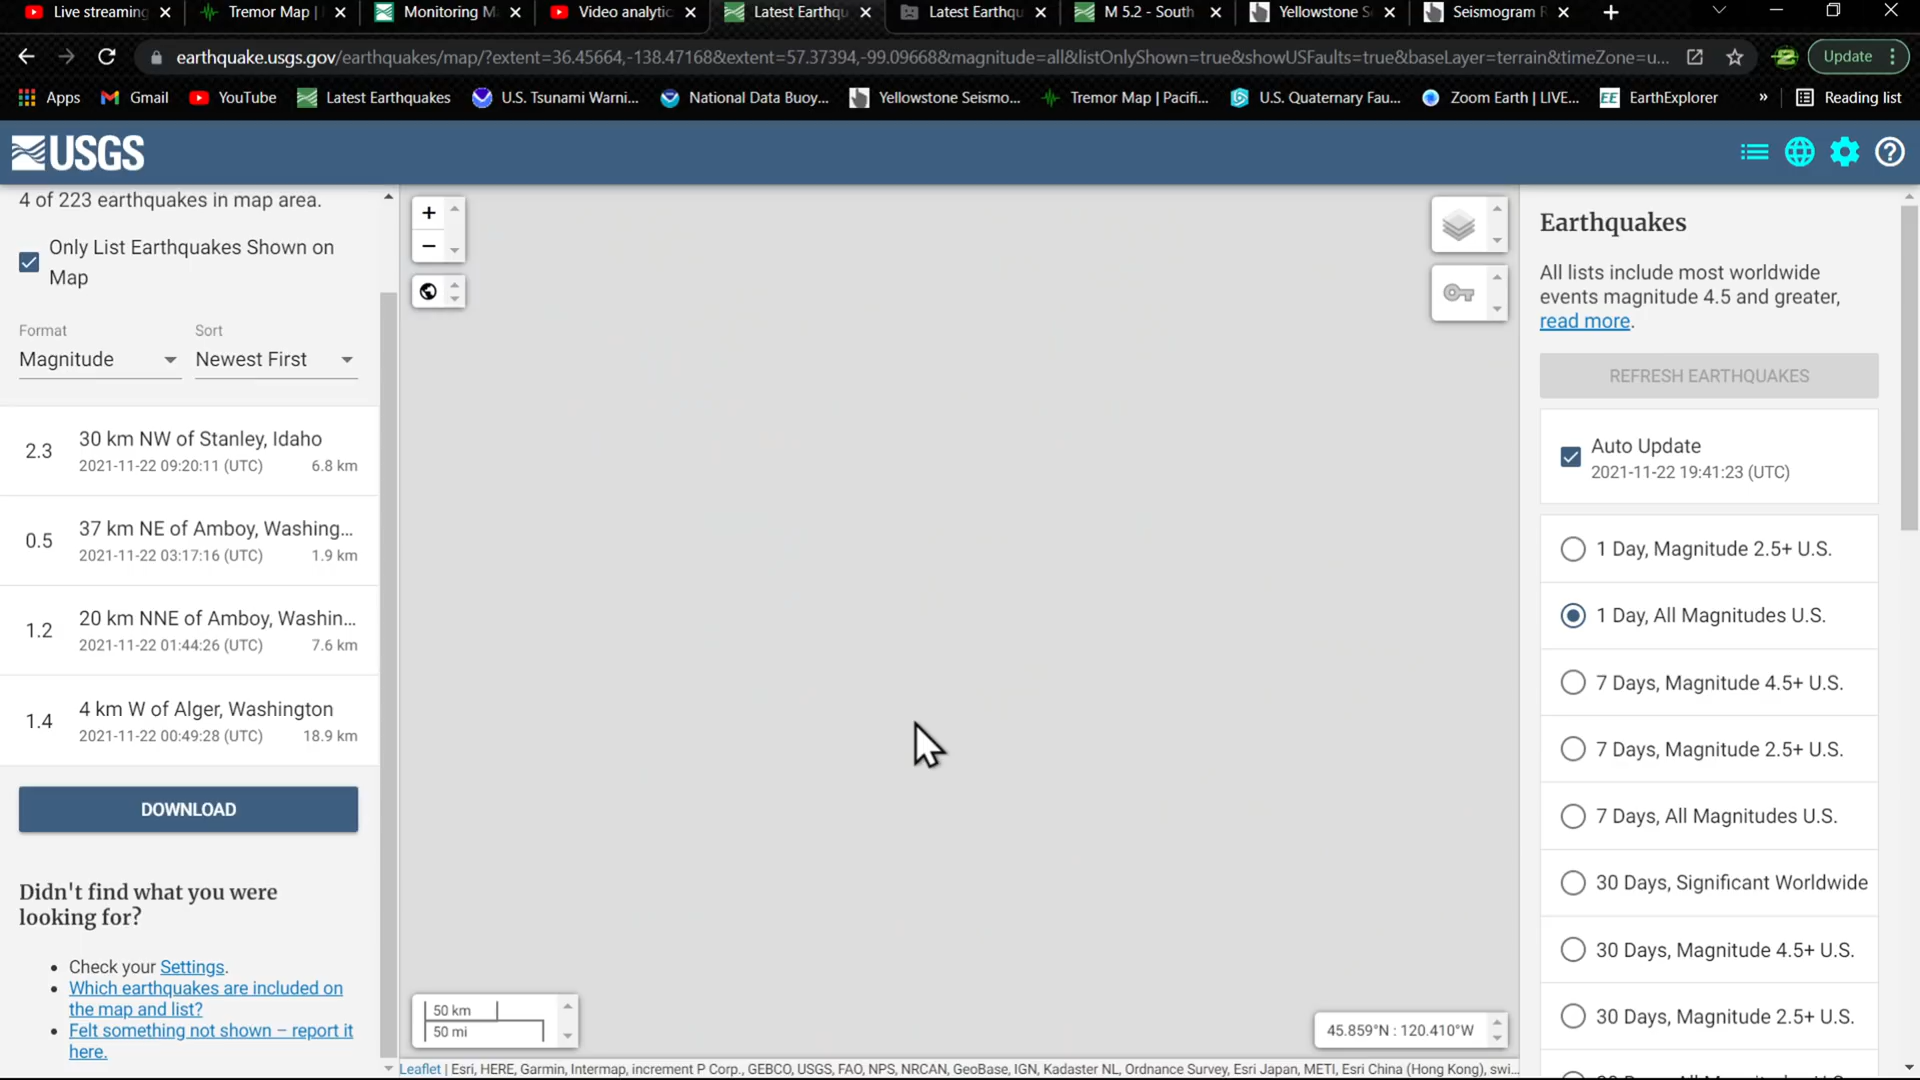 Live streaming
Tremor Map |
Monitoring M
Video analytic
Latest Earthqu
Latest Earthqu
M 5.2 - South
Yellowstone S
Seismogram R
earthquake.usgs.gov/earthquakes/map/?extent=36.45664,-138.47168&extent=57.37394,-99.09668&magnitude=all&listOnlyShown=true&showUSFaults=true&baseLayer=terrain&timeZone=u...
Update
Apps
Gmail
YouTube
Latest Earthquakes
U.S. Tsunami Warni...
National Data Buoy...
Yellowstone Seismo...
Tremor Map | Pacifi...
U.S. Quaternary Fau...
Zoom Earth | LIVE...
EE EarthExplorer
»
Reading list
USGS
4 of 223 earthquakes in map area.
Only List Earthquakes Shown on
Map
Format
Sort
Magnitude
Newest First
2.3
30 km NW of Stanley, Idaho
2021-11-22 09:20:11 (UTC) 6.8 km
0.5
37 km NE of Amboy, Washing...
2021-11-22 03:17:16 (UTC) 1.9 km
1.2
20 km NNE of Amboy, Washin...
2021-11-22 01:44:26 (UTC) 7.6 km
1.4
4 km W of Alger, Washington
2021-11-22 00:49:28 (UTC) 18.9 km
DOWNLOAD
Didn't find what you were
looking for?
Check your Settings.
Which earthquakes are included on
the map and list?
Felt something not shown – report it
here.
+
−
50 km
50 mi
45.859°N : 120.410°W
Leaflet | Esri, HERE, Garmin, Intermap, increment P Corp., GEBCO, USGS, FAO, NPS, NRCAN, GeoBase, IGN, Kadaster NL, Ordnance Survey, Esri Japan, METI, Esri China (Hong Kong), swi...
Earthquakes
All lists include most worldwide
events magnitude 4.5 and greater,
read more.
REFRESH EARTHQUAKES
Auto Update
2021-11-22 19:41:23 (UTC)
1 Day, Magnitude 2.5+ U.S.
1 Day, All Magnitudes U.S.
7 Days, Magnitude 4.5+ U.S.
7 Days, Magnitude 2.5+ U.S.
7 Days, All Magnitudes U.S.
30 Days, Significant Worldwide
30 Days, Magnitude 4.5+ U.S.
30 Days, Magnitude 2.5+ U.S.